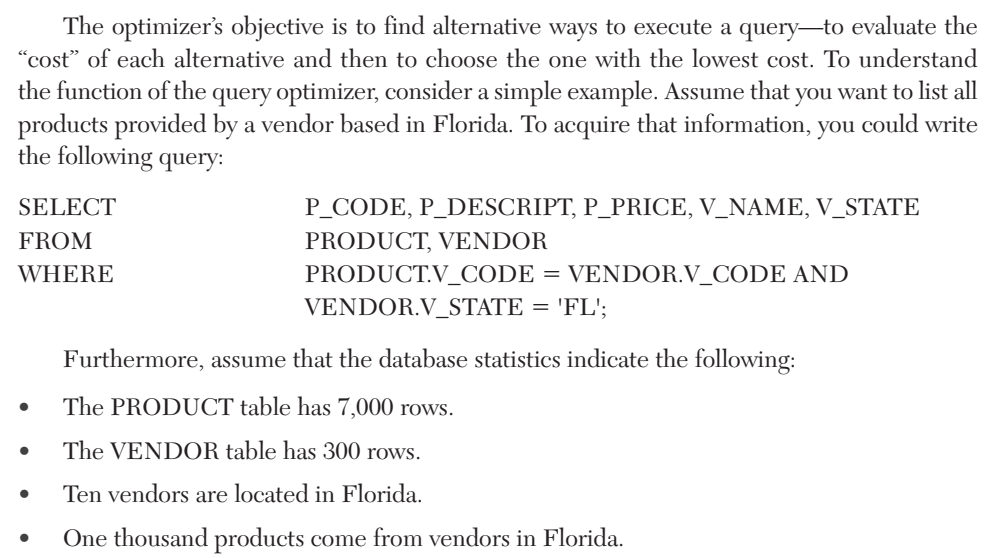 The optimizer’s objective is to find alternative ways to execute a query—to evaluate the
“cost” of each alternative and then to choose the one with the lowest cost. To understand
the function of the query optimizer, consider a simple example. Assume that you want to list all
products provided by a vendor based in Florida. To acquire that information, you could write
the following query:
SELECT P_CODE, P_DESCRIPT, P_PRICE, V_NAME, V_STATE
FROM PRODUCT, VENDOR
WHERE PRODUCT.V_CODE = VENDOR.V_CODE AND
VENDOR.V_STATE = 'FL';
Furthermore, assume that the database statistics indicate the following:
• The PRODUCT table has 7,000 rows.
• The VENDOR table has 300 rows.
• Ten vendors are located in Florida.
• One thousand products come from vendors in Florida.